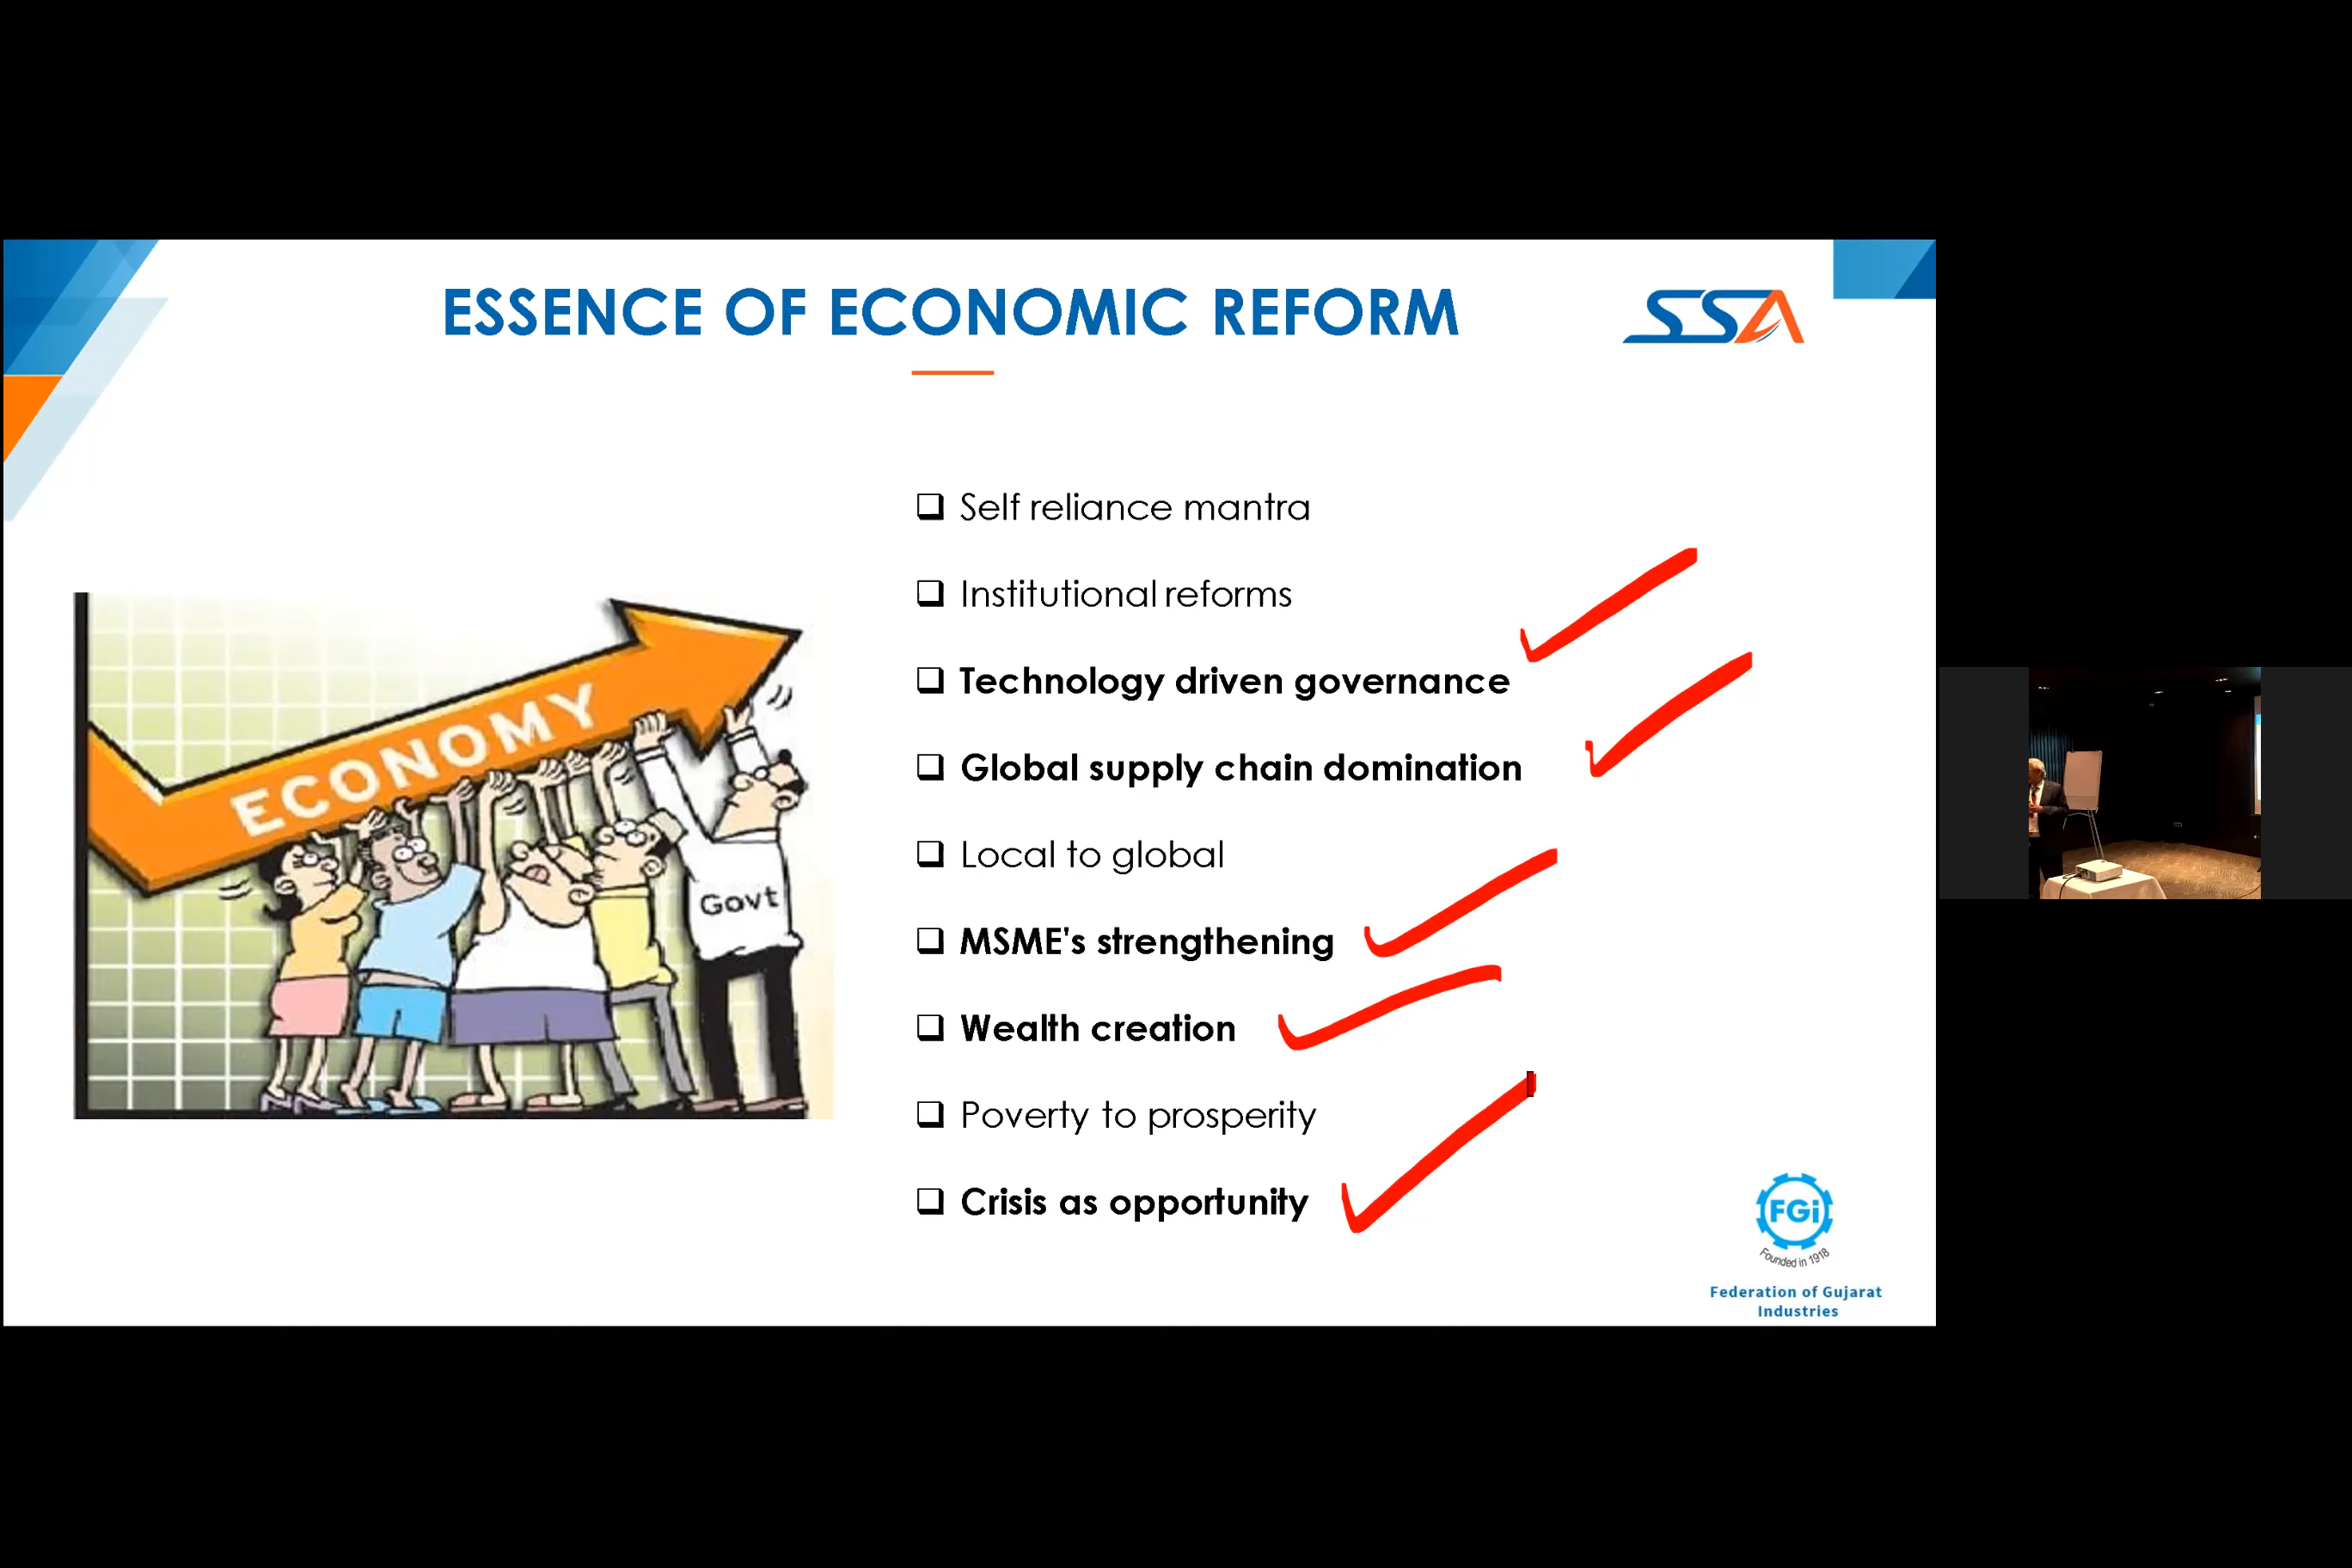 ESSENCE OF ECONOMIC REFORM
SSA
Self reliance mantra
Institutional reforms
Technology driven governance
Global supply chain domination
Local to global
MSME's strengthening
Wealth creation
Poverty to prosperity
Crisis as opportunity
ECONOMY
Govt
FGi
Founded in 1918
Federation of Gujarat
Industries